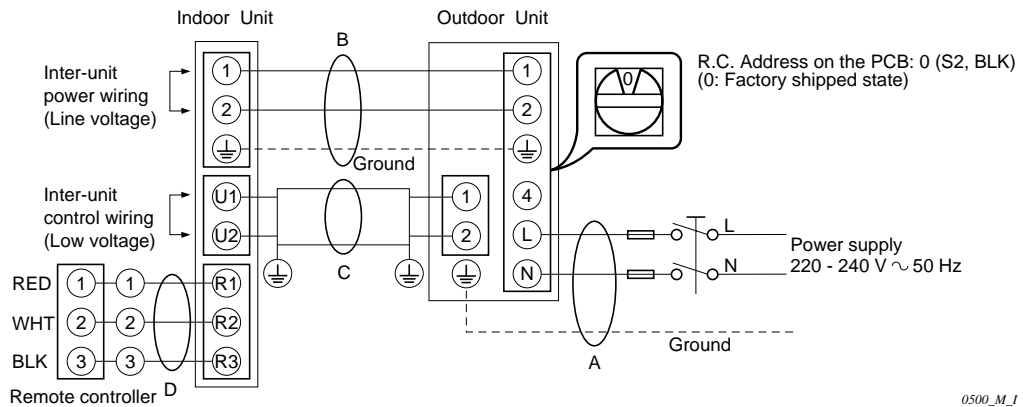 Indoor Unit
Outdoor Unit
B
R.C. Address on the PCB: 0 (S2, BLK)
(0: Factory shipped state)
0
Inter-unit
power wiring
(Line voltage)
1
2
1
2
Ground
Inter-unit
control wiring
(Low voltage)
U1
U2
1
2
4
L
N
C
L
N
Power supply
220 - 240 V ~ 50 Hz
Ground
A
RED 1 1 R1
WHT 2 2 R2
BLK 3 3 R3
Remote controller
D
0500_M_I